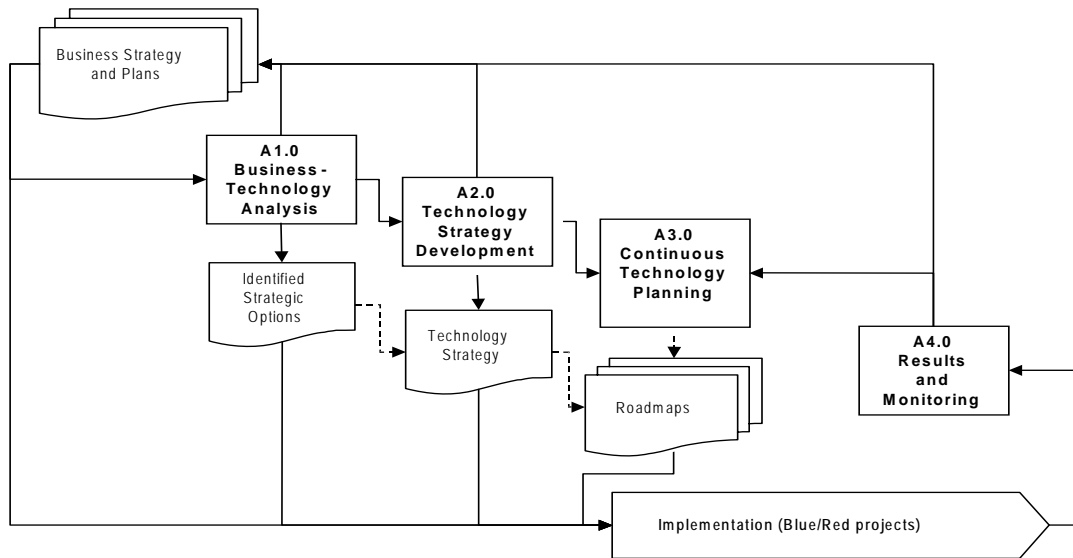 Business Strategy
and Plans
A1.0
Business -
Technology
Analysis
A2.0
Technology
Strategy
Development
A3.0
Continuous
Technology
Planning
Identified
Strategic
Options
Technology
Strategy
A4.0
Results
and
Monitoring
Roadmaps
Implementation (Blue/Red projects)